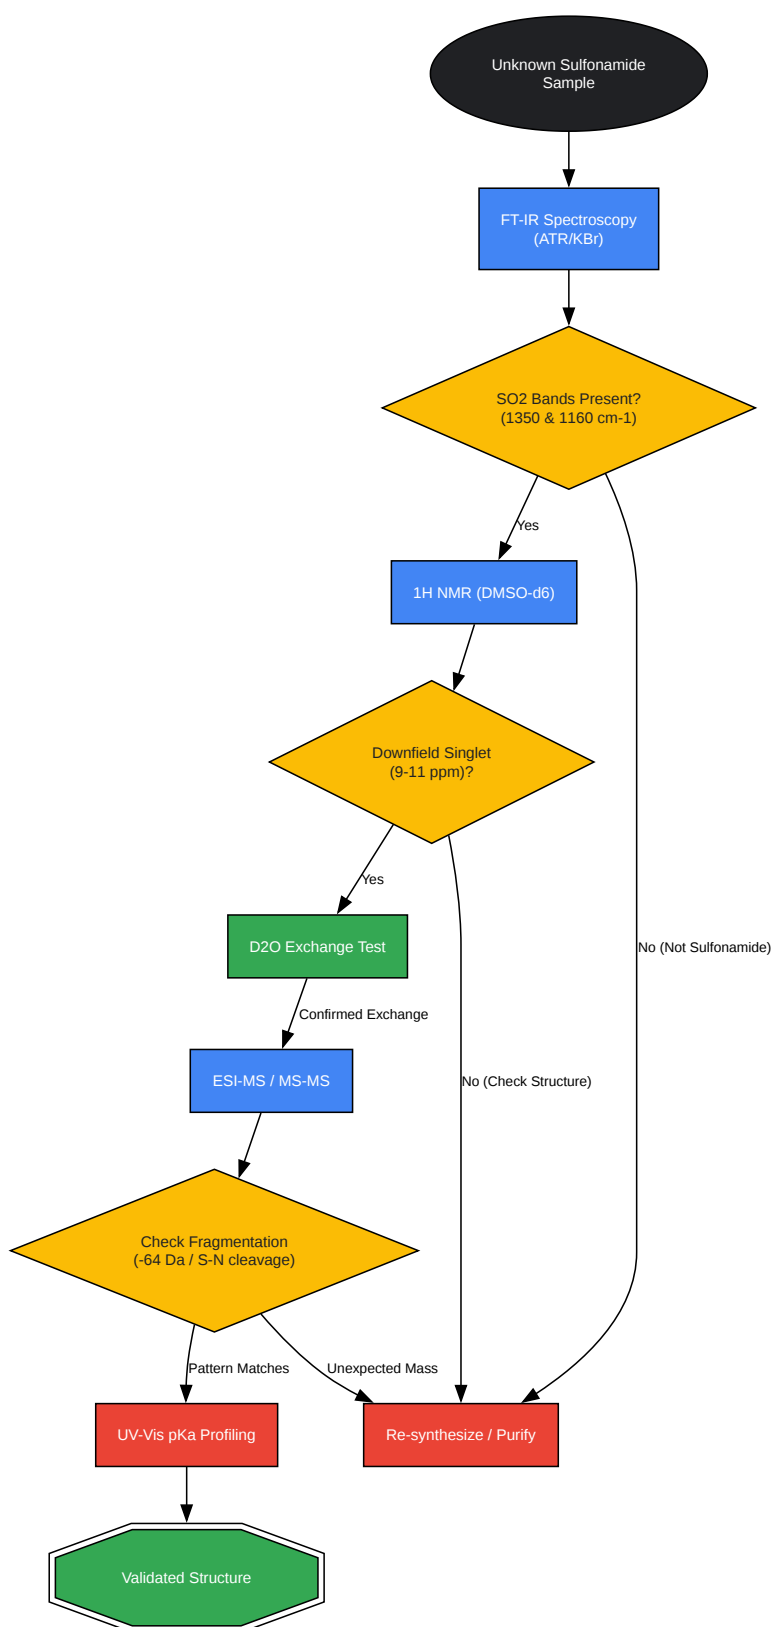 Unknown Sulfonamide
Sample
FT-IR Spectroscopy
(ATR/KBr)
SO2 Bands Present?
(1350 & 1160 cm-1)
Yes
1H NMR (DMSO-d6)
Downfield Singlet
(9-11 ppm)?
Yes
D2O Exchange Test
No (Not Sulfonamide)
Confirmed Exchange
ESI-MS / MS-MS
No (Check Structure)
Check Fragmentation
(-64 Da / S-N cleavage)
Pattern Matches
Unexpected Mass
UV-Vis pKa Profiling
Re-synthesize / Purify
Validated Structure